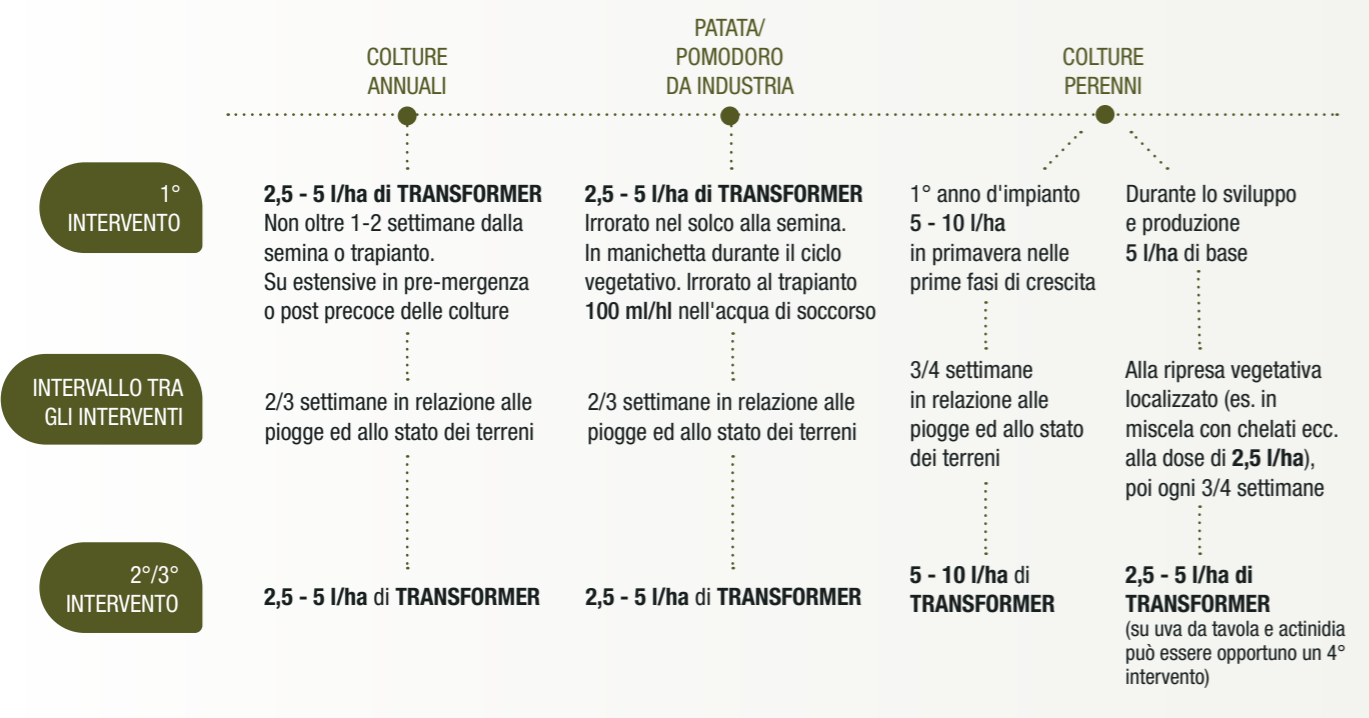 COLTURE
ANNUALI
PATATA/
POMODORO
DA INDUSTRIA
COLTURE
PERENNI
1°
INTERVENTO
2,5 - 5 l/ha di TRANSFORMER
Non oltre 1-2 settimane dalla
semina o trapianto.
Su estensive in pre-mergenza
o post precoce delle colture
2,5 - 5 l/ha di TRANSFORMER
Irrorato nel solco alla semina.
In manichetta durante il ciclo
vegetativo. Irrorato al trapianto
100 ml/hl nell'acqua di soccorso
1° anno d'impianto
5 - 10 l/ha
in primavera nelle
prime fasi di crescita
Durante lo sviluppo
e produzione
5 l/ha di base
INTERVALLO TRA
GLI INTERVENTI
2/3 settimane in relazione alle
piogge ed allo stato dei terreni
2/3 settimane in relazione alle
piogge ed allo stato dei terreni
3/4 settimane
in relazione alle
piogge ed allo stato
dei terreni
Alla ripresa vegetativa
localizzato (es. in
miscela con chelati ecc.
alla dose di 2,5 l/ha),
poi ogni 3/4 settimane
2°/3°
INTERVENTO
2,5 - 5 l/ha di TRANSFORMER
2,5 - 5 l/ha di TRANSFORMER
5 - 10 l/ha di
TRANSFORMER
2,5 - 5 l/ha di
TRANSFORMER
(su uva da tavola e actinidia
può essere opportuno un 4°
intervento)